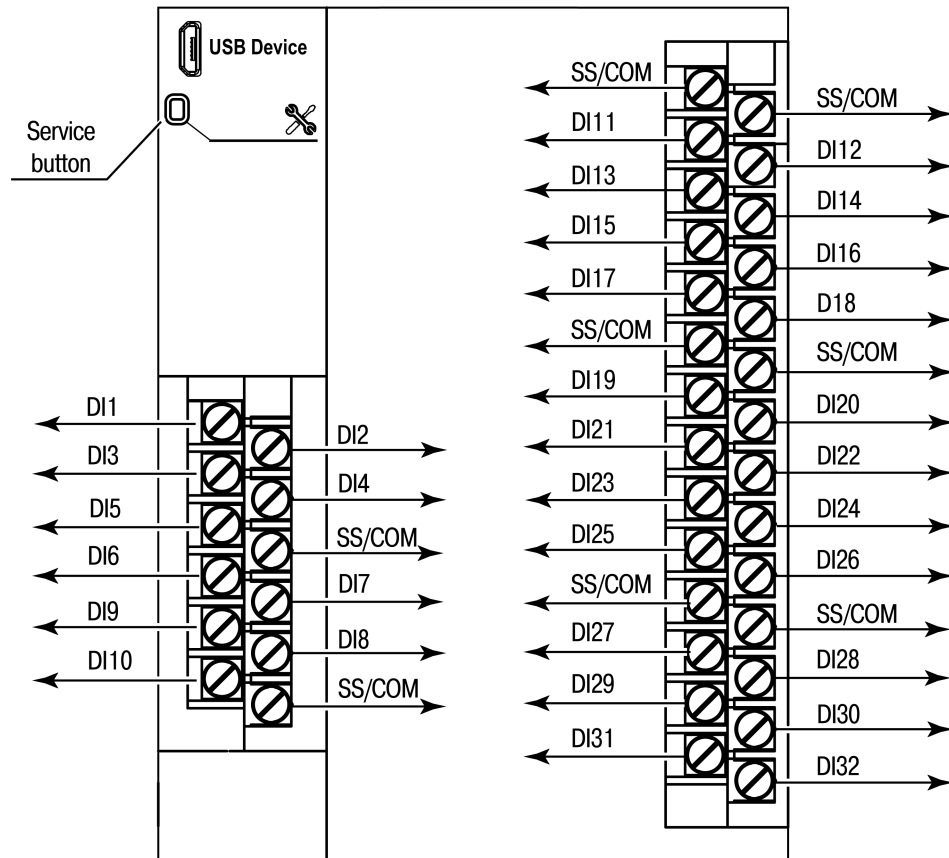 USB Device
Service
button
DI1
DI3
DI5
DI6
DI9
DI10
DI2
DI4
SS/COM
DI7
DI8
SS/COM
SS/COM
DI11
DI13
DI15
DI17
SS/COM
DI19
DI21
DI23
DI25
SS/COM
DI27
DI29
DI31
SS/COM
DI12
DI14
DI16
D18
SS/COM
DI20
DI22
DI24
DI26
SS/COM
DI28
DI30
DI32